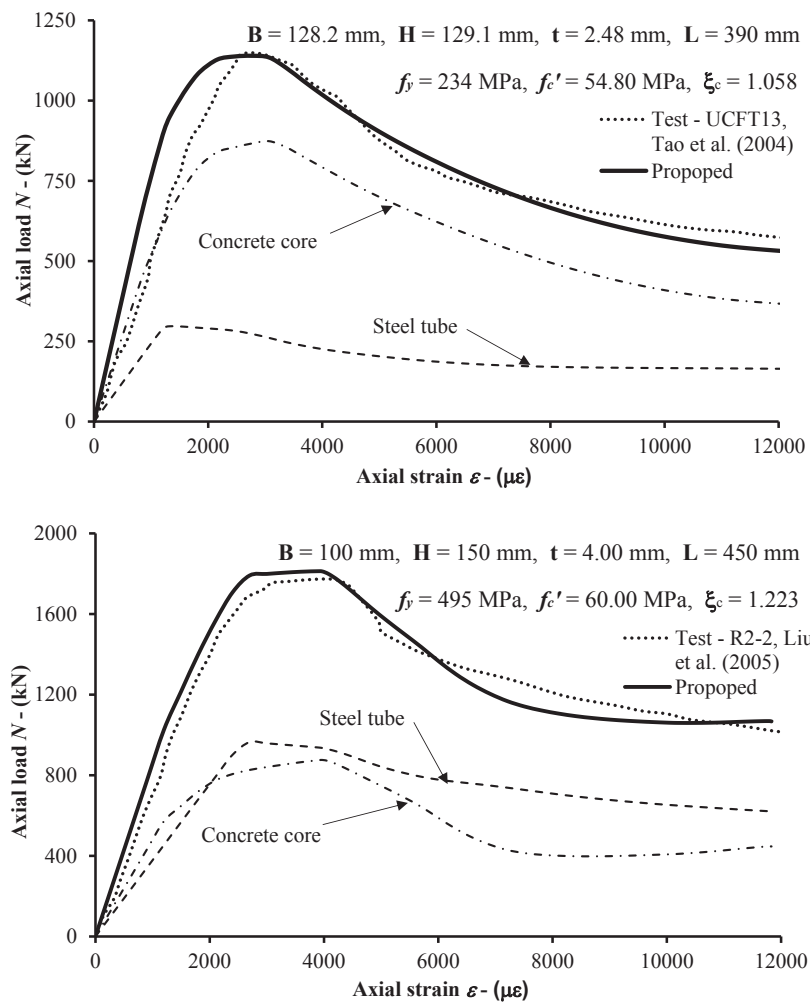 1250
1000
750
500
250
0
Axial load N - (kN)
B = 128.2 mm, H = 129.1 mm, t = 2.48 mm, L = 390 mm
fy = 234 MPa, fc′ = 54.80 MPa, ξc = 1.058
Test - UCFT13,
Tao et al. (2004)
Propoped
Concrete core
Steel tube
0 2000 4000 6000 8000 10000 12000
Axial strain ε - (με)
2000
1600
1200
800
400
0
Axial load N - (kN)
B = 100 mm, H = 150 mm, t = 4.00 mm, L = 450 mm
fy = 495 MPa, fc′ = 60.00 MPa, ξc = 1.223
Test - R2-2, Liu
et al. (2005)
Propoped
Steel tube
Concrete core
0 2000 4000 6000 8000 10000 12000
Axial strain ε - (με)